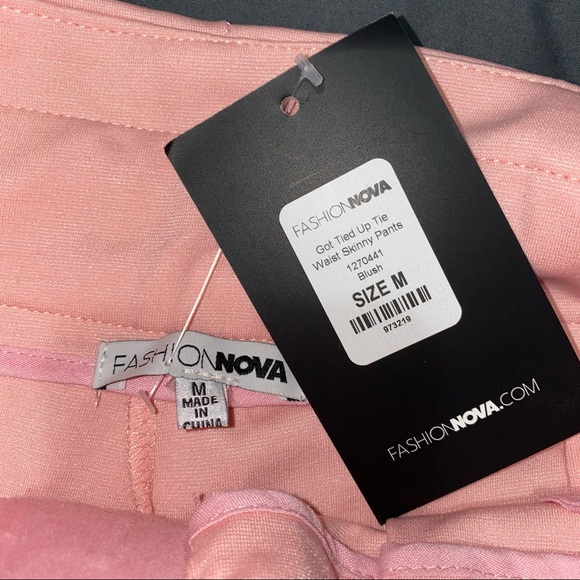 FASHIONNOVA
Got Tied Up Tie
Waist Skinny Pants
1270441
Blush
SIZE M
973219
FASHIONNOVA.COM
FASHIONNOVA
M
MADE
IN
CHINA